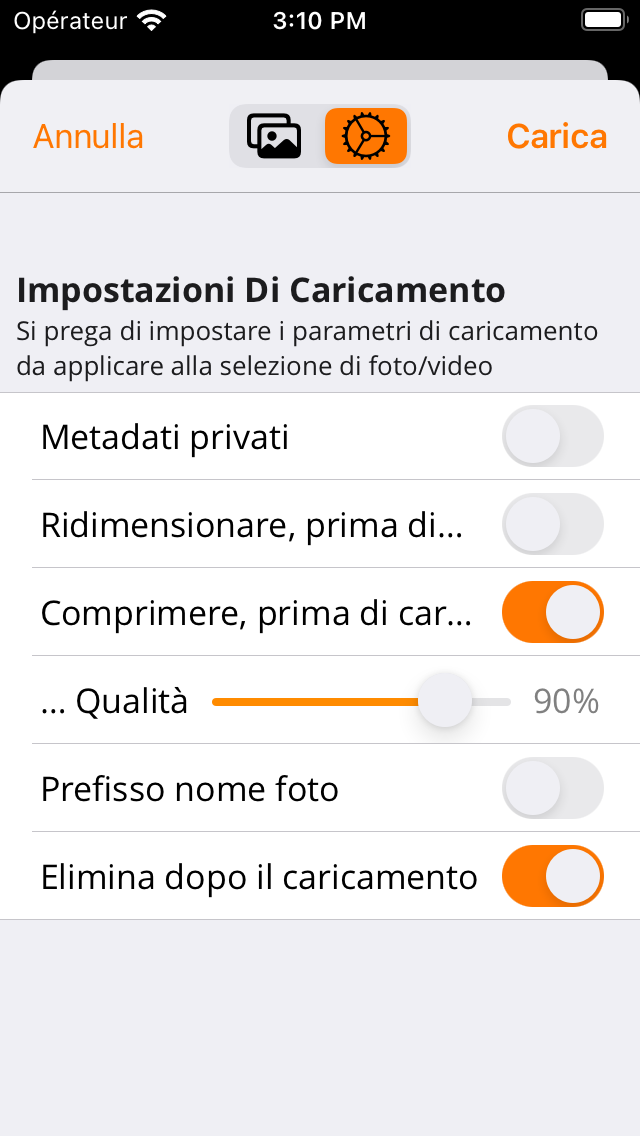 Opérateur 3:10 PM
Annulla Carica
Impostazioni Di Caricamento
Si prega di impostare i parametri di caricamento
da applicare alla selezione di foto/video
Metadati privati
Ridimensionare, prima di...
Comprimere, prima di car...
... Qualità 90%
Prefisso nome foto
Elimina dopo il caricamento